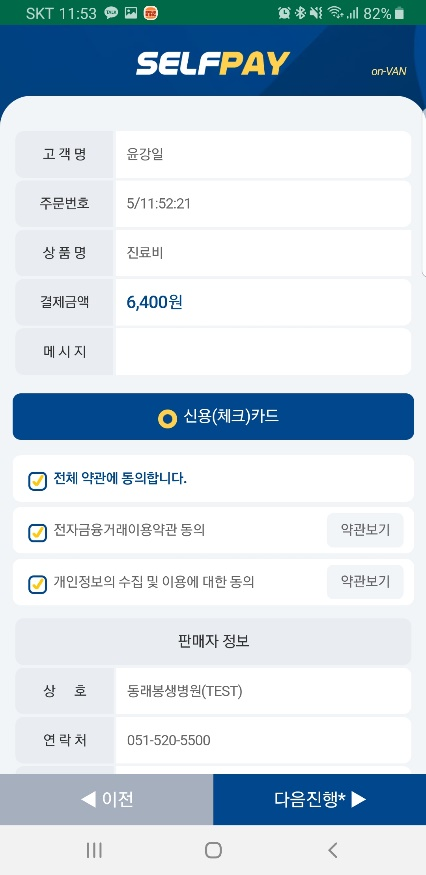 SKT 11:53 82%
SELFPAY
on-VAN
고 객 명 윤강일
주문번호 5/11:52:21
상 품 명 진료비
결제금액 6,400원
메 시 지
신용(체크)카드
전체 약관에 동의합니다.
전자금융거래이용약관 동의 약관보기
개인정보의 수집 및 이용에 대한 동의 약관보기
판매자 정보
상 호 동래봉생병원(TEST)
연 락 처 051-520-5500
◀ 이전 다음진행* ▶